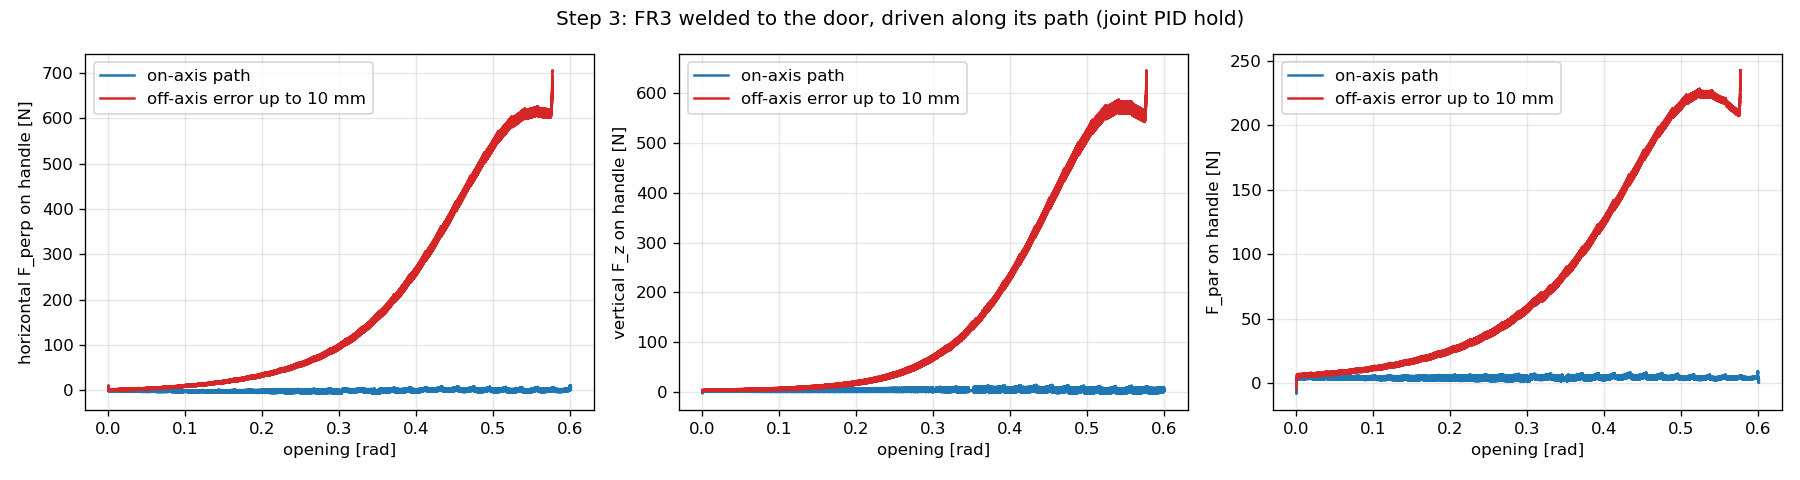 Step 3: FR3 welded to the door, driven along its path (joint PID hold)
horizontal F_perp on handle [N]
700
600
500
400
300
200
100
0
on-axis path
off-axis error up to 10 mm
0.0 0.1 0.2 0.3 0.4 0.5 0.6
opening [rad]
vertical F_z on handle [N]
600
500
400
300
200
100
0
on-axis path
off-axis error up to 10 mm
0.0 0.1 0.2 0.3 0.4 0.5 0.6
opening [rad]
F_par on handle [N]
250
200
150
100
50
0
on-axis path
off-axis error up to 10 mm
0.0 0.1 0.2 0.3 0.4 0.5 0.6
opening [rad]